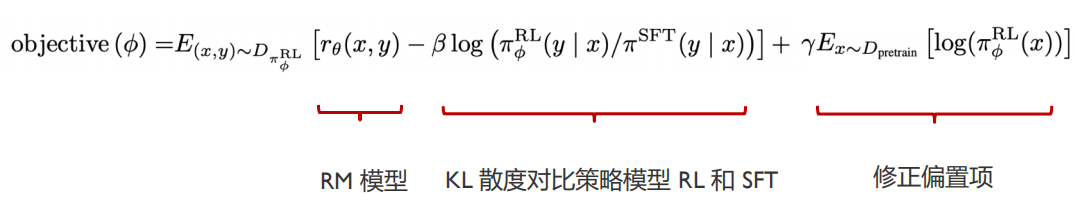 objective (ϕ) =E_{(x,y)∼D_{π_ϕ^{RL}}} [r_θ(x, y) − β log (π_ϕ^{RL}(y | x)/π^{SFT}(y | x))] + γE_{x∼D_{pretrain}} [log(π_ϕ^{RL}(x))]
RM 模型 KL 散度对比策略模型 RL 和 SFT 修正偏置项